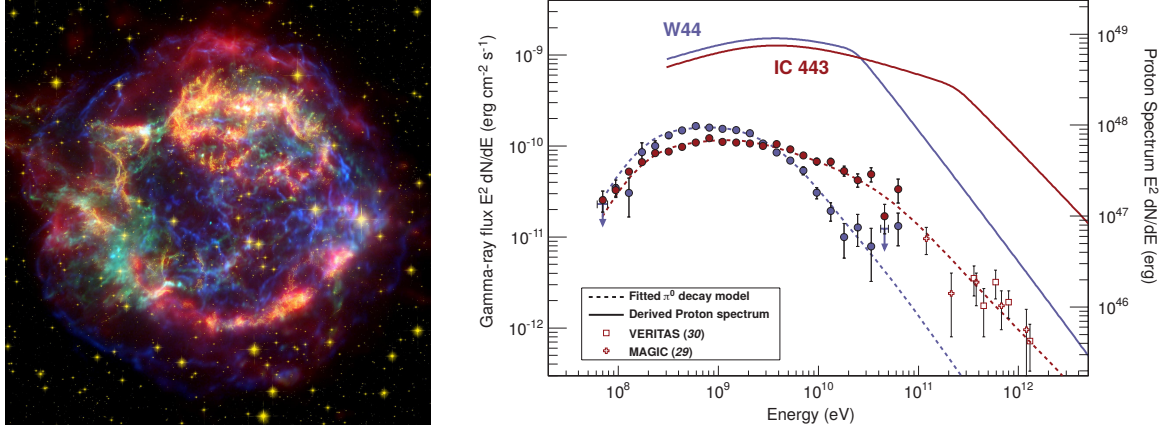 W44
IC 443
Gamma-ray flux E² dN/dE (erg cm⁻² s⁻¹)
10⁻⁹
10⁻¹⁰
10⁻¹¹
10⁻¹²
Proton Spectrum E² dN/dE (erg)
10⁴⁹
10⁴⁸
10⁴⁷
10⁴⁶
Fitted π⁰ decay model
Derived Proton spectrum
VERITAS (30)
MAGIC (29)
10⁸ 10⁹ 10¹⁰ 10¹¹ 10¹²
Energy (eV)